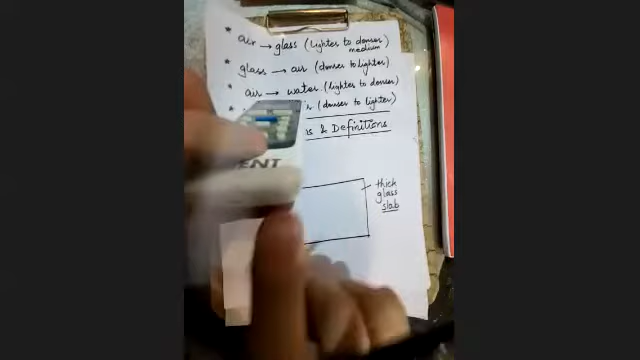 * air → glass (lighter to denser medium)
* glass → air (denser to lighter)
* air → water (lighter to denser)
* (denser to lighter)
& Definitions
ENT
thick
glass
slab